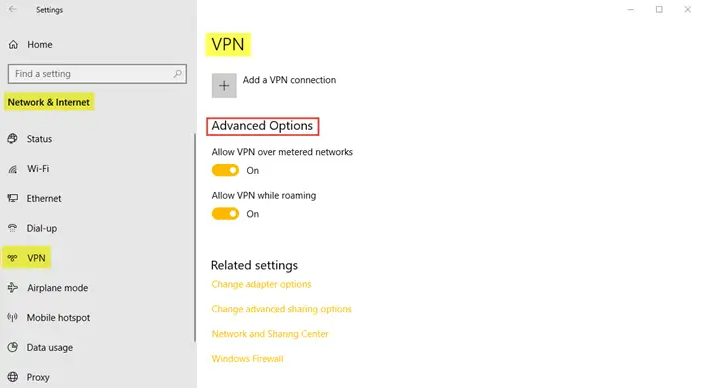 Settings
Home
Find a setting
Network & Internet
Status
Wi-Fi
Ethernet
Dial-up
VPN
Airplane mode
Mobile hotspot
Data usage
Proxy
VPN
Add a VPN connection
Advanced Options
Allow VPN over metered networks
On
Allow VPN while roaming
On
Related settings
Change adapter options
Change advanced sharing options
Network and Sharing Center
Windows Firewall